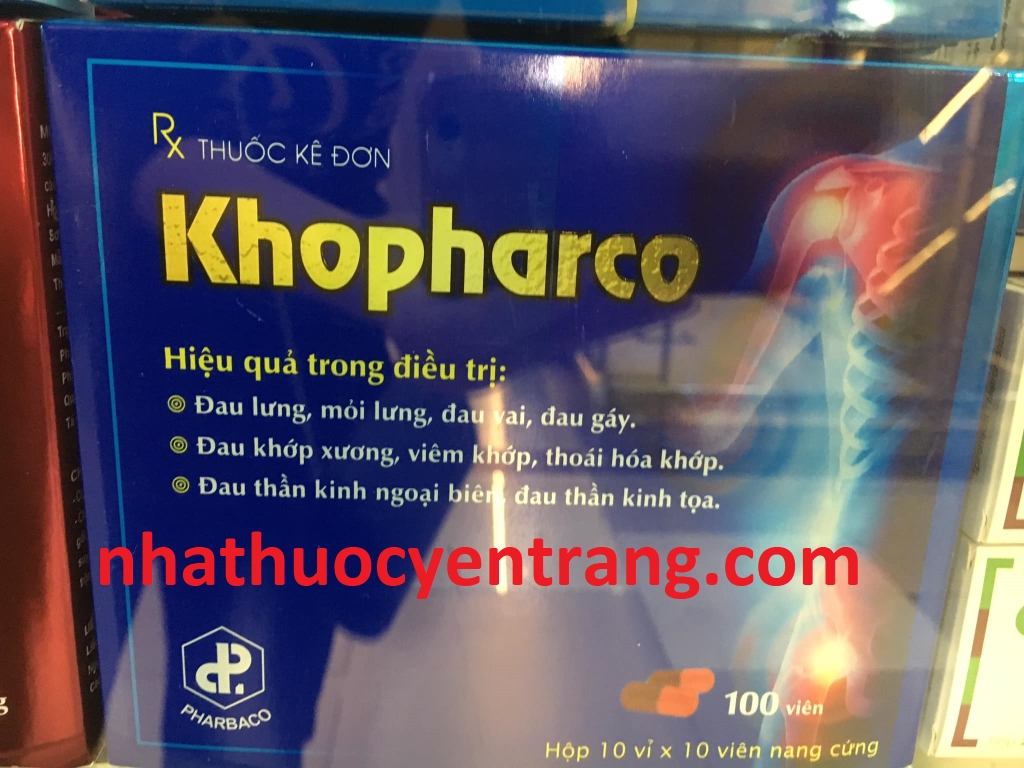 Rx THUỐC KÊ ĐƠN
Khopharco
Hiệu quả trong điều trị:
Đau lưng, mỏi lưng, đau vai, đau gáy.
Đau khớp xương, viêm khớp, thoái hóa khớp.
Đau thần kinh ngoại biên, đau thần kinh tọa.
nhathuocyentrang.com
PHARBACO
100 viên
Hộp 10 vỉ x 10 viên nang cứng